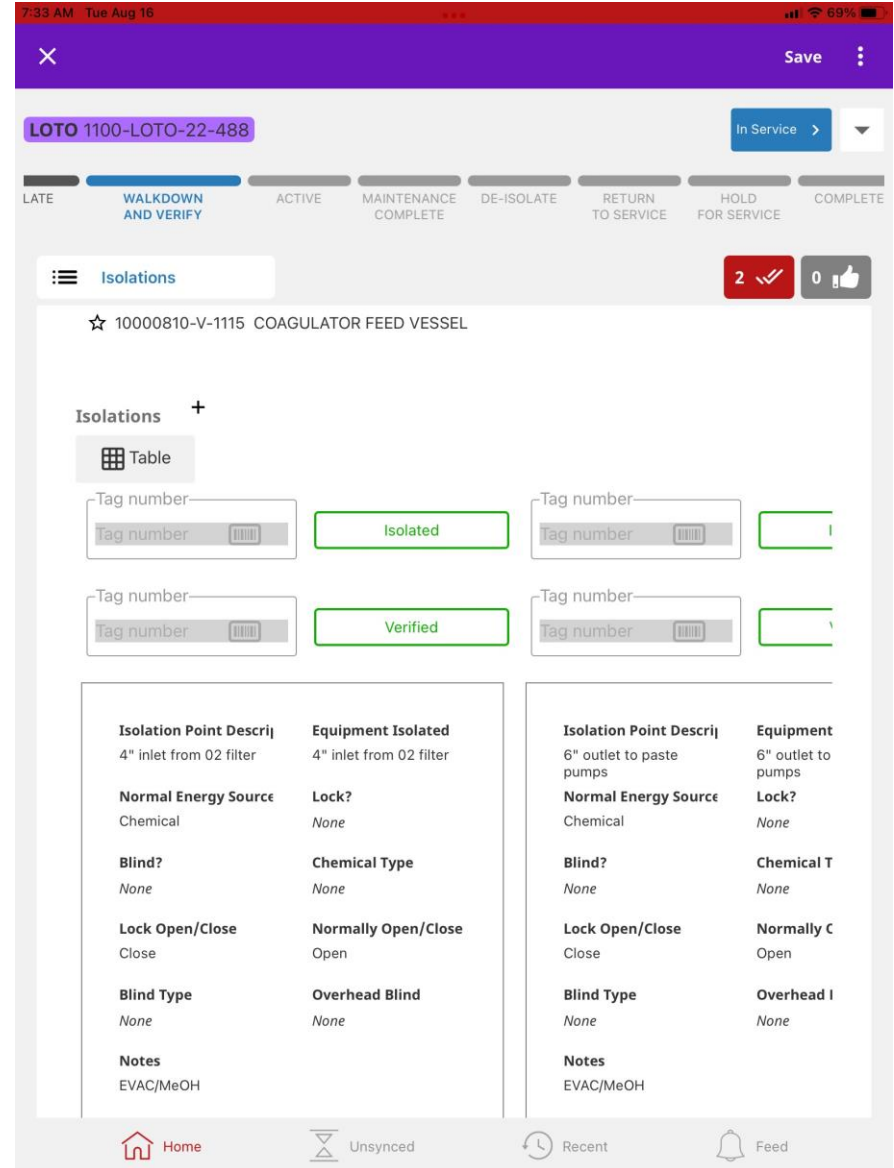 7:33 AM Tue Aug 16
69%
Save
LOTO 1100-LOTO-22-488
In Service
LATE
WALKDOWN
AND VERIFY
ACTIVE
MAINTENANCE
COMPLETE
DE-ISOLATE
RETURN
TO SERVICE
HOLD
FOR SERVICE
COMPLETE
Isolations
2
0
10000810-V-1115 COAGULATOR FEED VESSEL
Isolations +
Table
Tag number
Tag number
Tag number
Isolated
Tag number
I
Tag number
Tag number
Tag number
Verified
Tag number
Isolation Point Descrip
Equipment Isolated
4" inlet from 02 filter
4" inlet from 02 filter
Normal Energy Source
Lock?
Chemical
None
Blind?
Chemical Type
None
None
Lock Open/Close
Normally Open/Close
Close
Open
Blind Type
Overhead Blind
None
None
Notes
EVAC/MeOH
Isolation Point Descrip
Equipment
6" outlet to paste
pumps
6" outlet to
pumps
Normal Energy Source
Lock?
Chemical
None
Blind?
Chemical T
None
None
Lock Open/Close
Normally C
Close
Open
Blind Type
Overhead
None
None
Notes
EVAC/MeOH
Home
Unsynced
Recent
Feed